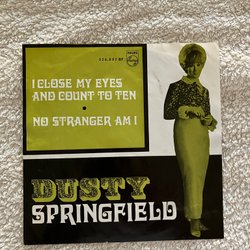 PHILIPS
I CLOSE MY EYES
AND COUNT TO TEN
NO STRANGER AM I
DUSTY
SPRINGFIELD